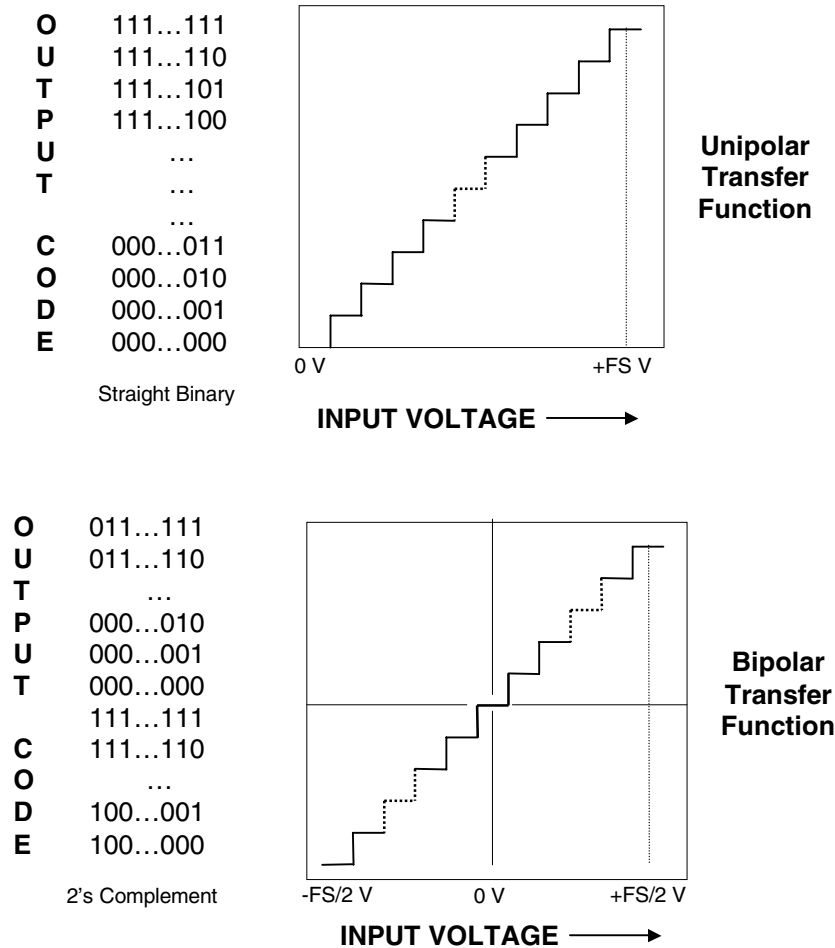 O 111…111
U 111…110
T 111…101
P 111…100
U …
T …
…
C 000…011
O 000…010
D 000…001
E 000…000
Straight Binary
0 V +FS V
INPUT VOLTAGE
Unipolar
Transfer
Function
O 011…111
U 011…110
T …
P 000…010
U 000…001
T 000…000
111…111
C 111…110
O …
D 100…001
E 100…000
2's Complement
-FS/2 V 0 V +FS/2 V
INPUT VOLTAGE
Bipolar
Transfer
Function